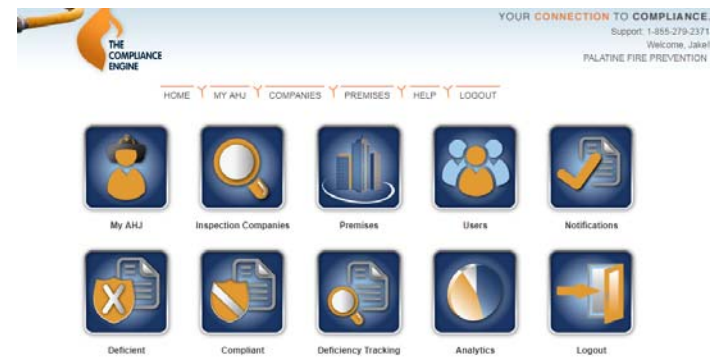 YOUR CONNECTION TO COMPLIANCE.
Support: 1-855-279-2371
Welcome, Jake!
PALATINE FIRE PREVENTION
THE
COMPLIANCE
ENGINE
HOME MY AHJ COMPANIES PREMISES HELP LOGOUT
My AHJ Inspection Companies Premises Users Notifications
Deficient Compliant Deficiency Tracking Analytics Logout